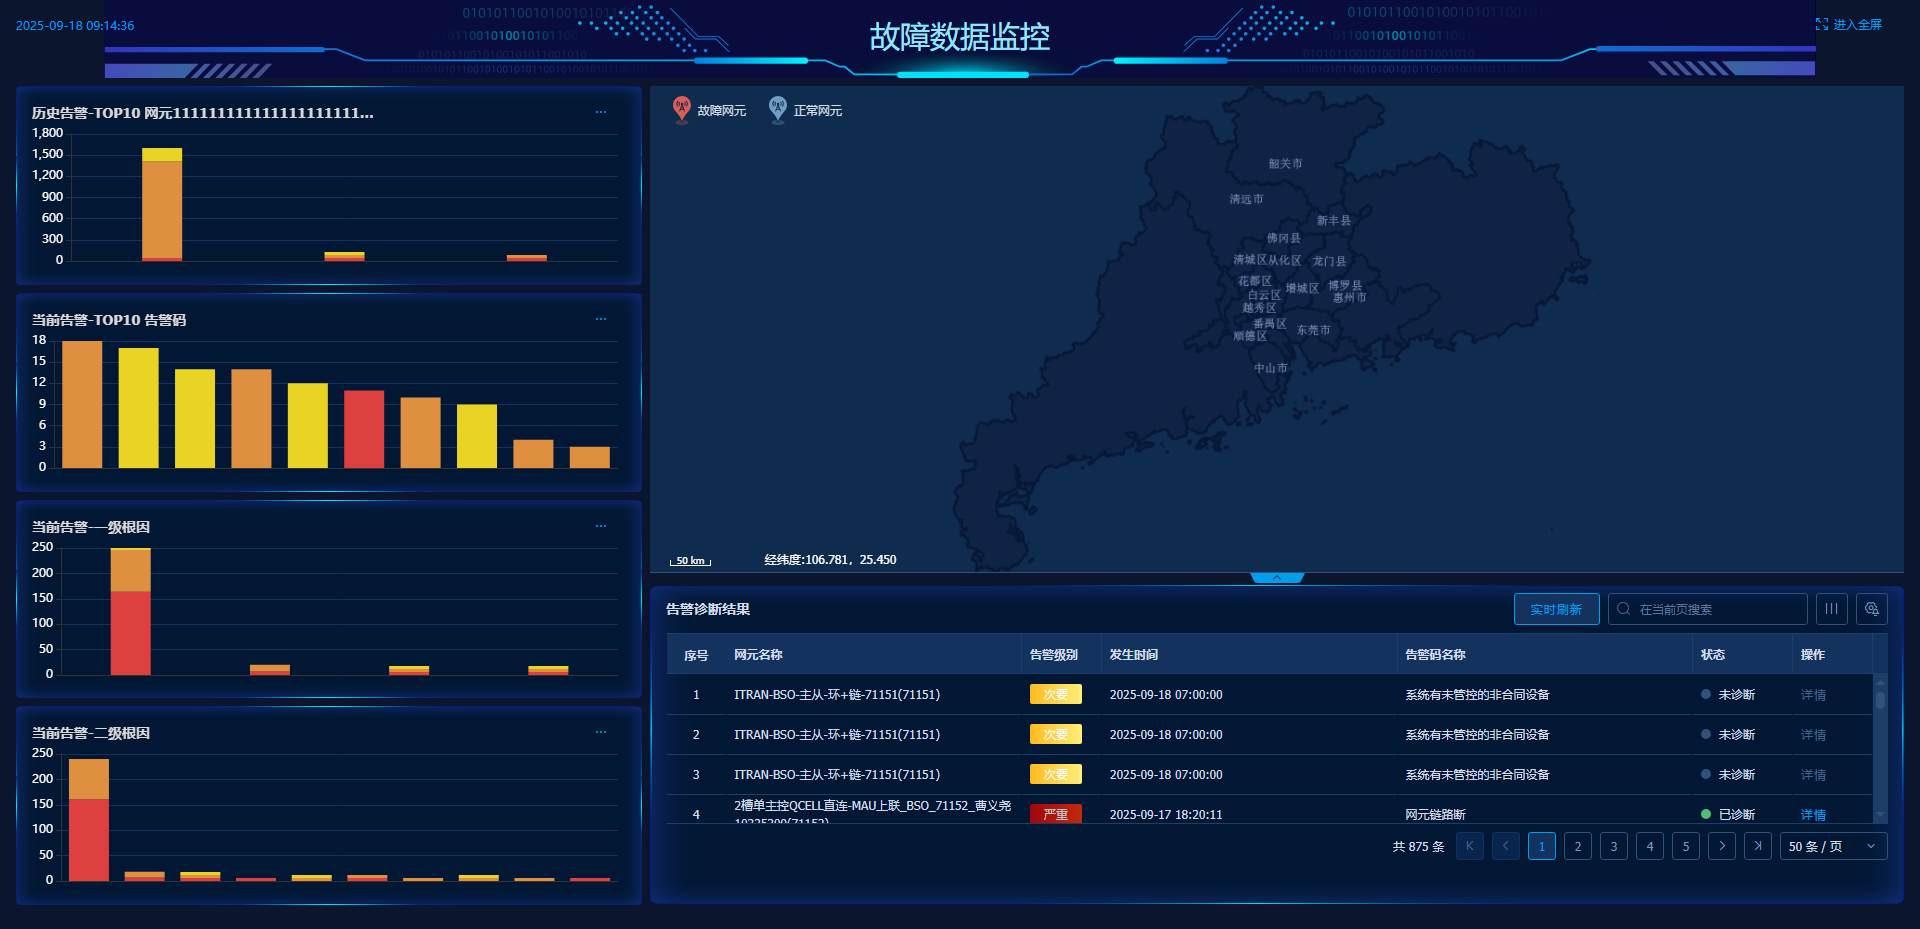 2025-09-18 09:14:36
故障数据监控
进入全屏
历史告警-TOP10 网元1111111111111111111111...
1,800
1,500
1,200
900
600
300
0
当前告警-TOP10 告警码
18
15
12
9
6
3
0
当前告警-一级根因
250
200
150
100
50
0
当前告警-二级根因
250
200
150
100
50
0
故障网元
正常网元
韶关市
清远市
新丰县
佛冈县
清城区从化区 龙门县
花都区
增城区 博罗县
白云区
惠州市
越秀区
番禺区
顺德区
东莞市
中山市
50 km
经纬度:106.781, 25.450
告警诊断结果
实时刷新
在当前页搜索
序号 网元名称 告警级别 发生时间 告警码名称 状态 操作
1 ITRAN-BSO-主从-环+链-71151(71151) 次要 2025-09-18 07:00:00 系统有未管控的非合同设备 未诊断 详情
2 ITRAN-BSO-主从-环+链-71151(71151) 次要 2025-09-18 07:00:00 系统有未管控的非合同设备 未诊断 详情
3 ITRAN-BSO-主从-环+链-71151(71151) 次要 2025-09-18 07:00:00 系统有未管控的非合同设备 未诊断 详情
4 2槽单主控QCELL直连-MAU上联_BSO_71152_曹义尧 严重 2025-09-17 18:20:11 网元链路断 已诊断 详情
共 875 条 1 2 3 4 5 50 条 / 页